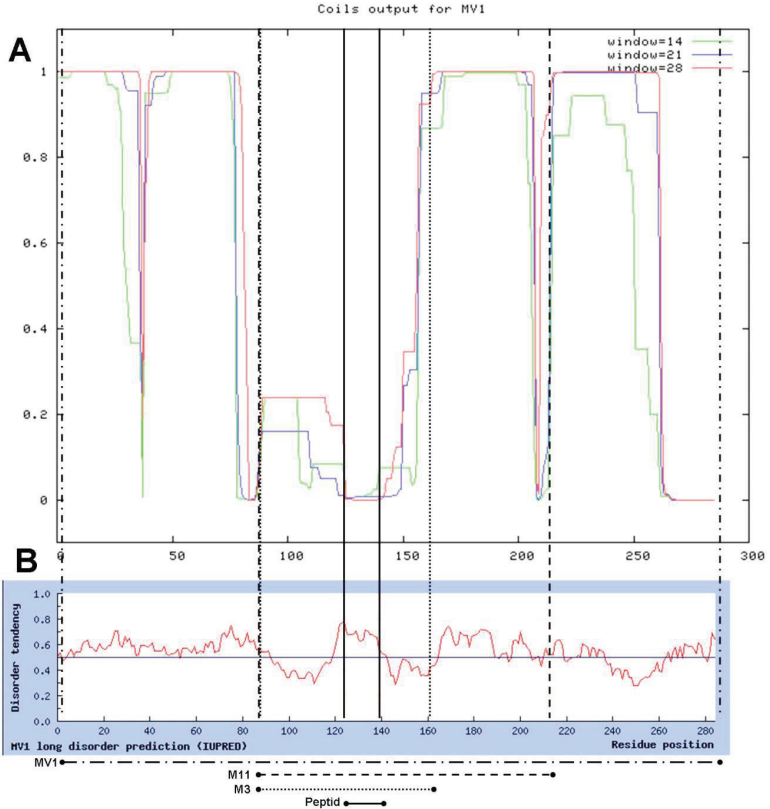 Coils output for MV1
A
window=14
window=21
window=28
1
0.8
0.6
0.4
0.2
0
0 50 100 150 200 250 300
B
Disorder tendency
1.0
0.8
0.6
0.4
0.2
0.0
0 20 40 60 80 100 120 140 160 180 200 220 240 260 280
MV1 long disorder prediction (IUPRED) Residue position
MV1
M11
M3
Peptid